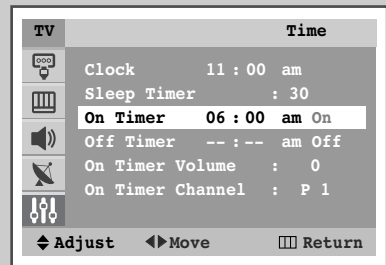 TV Time
Clock 11 : 00 am
Sleep Timer : 30
On Timer 06 : 00 am On
Off Timer -- : -- am Off
On Timer Volume : 0
On Timer Channel : P 1
Adjust Move Return